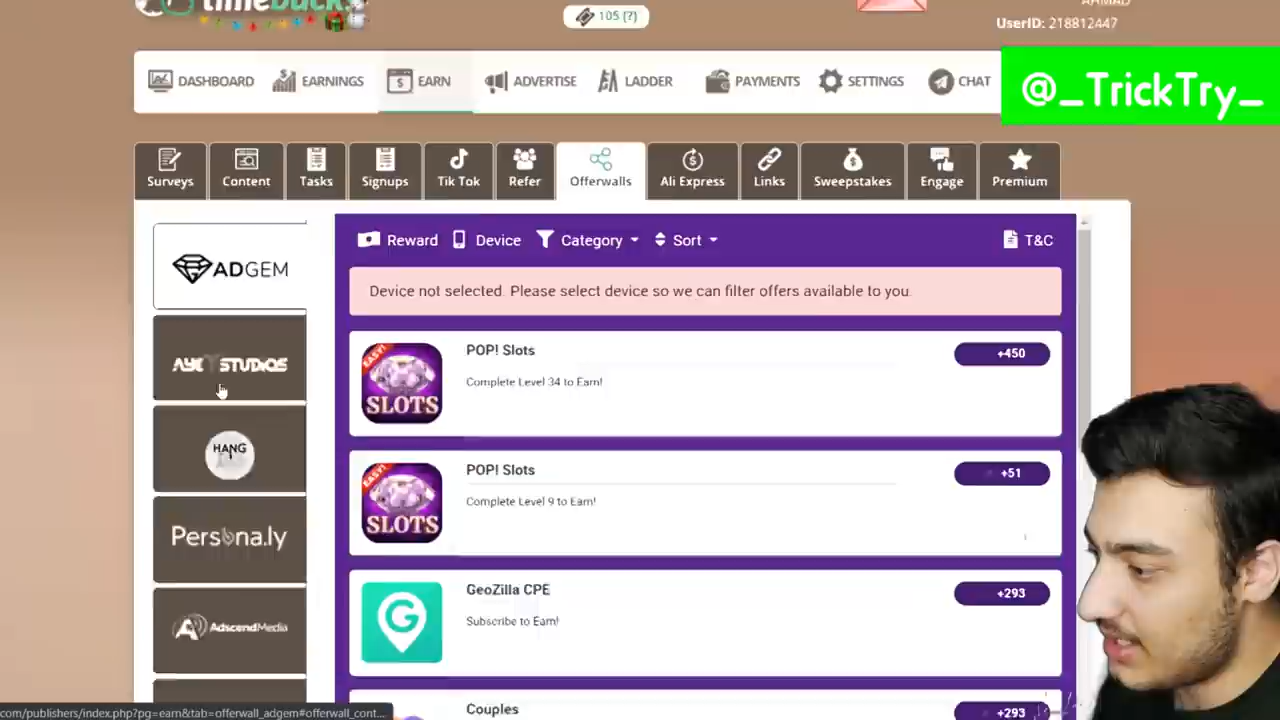 timebucks
105 (?)
AHMAD
UserID: 218812447
DASHBOARD
EARNINGS
EARN
ADVERTISE
LADDER
PAYMENTS
SETTINGS
CHAT
@_TrickTry_
Surveys
Content
Tasks
Signups
Tik Tok
Refer
Offerwalls
Ali Express
Links
Sweepstakes
Engage
Premium
ADGEM
AYE T STUDIOS
HANG
Persona.ly
AdscendMedia
Reward
Device
Category
Sort
T&C
Device not selected. Please select device so we can filter offers available to you.
EASY!
SLOTS
POP! Slots
Complete Level 34 to Earn!
+450
EASY!
SLOTS
POP! Slots
Complete Level 9 to Earn!
+51
GeoZilla CPE
Subscribe to Earn!
+293
Couples
+293
com/publishers/index.php?pg=earn&tab=offerwall_adgem#offerwall_cont...